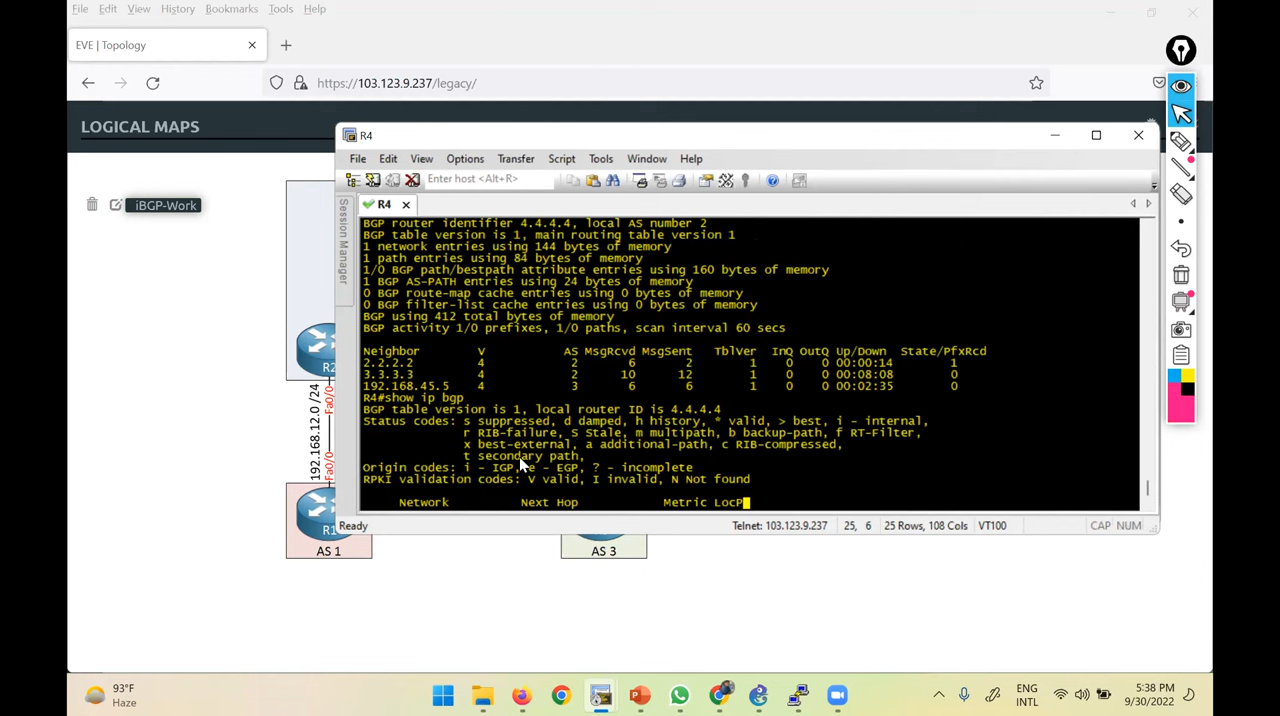 File Edit View History Bookmarks Tools Help
EVE | Topology
https://103.123.9.237/legacy/
LOGICAL MAPS
iBGP-Work
R4
File Edit View Options Transfer Script Tools Window Help
Enter host <Alt+R>
Session Manager
R4
BGP router identifier 4.4.4.4, local AS number 2
BGP table version is 1, main routing table version 1
1 network entries using 144 bytes of memory
1 path entries using 84 bytes of memory
1/0 BGP path/bestpath attribute entries using 160 bytes of memory
1 BGP AS-PATH entries using 24 bytes of memory
0 BGP route-map cache entries using 0 bytes of memory
0 BGP filter-list cache entries using 0 bytes of memory
BGP using 412 total bytes of memory
BGP activity 1/0 prefixes, 1/0 paths, scan interval 60 secs
Neighbor V AS MsgRcvd MsgSent TblVer InQ OutQ Up/Down State/PfxRcd
2.2.2.2 4 2 6 2 1 0 0 00:00:14 1
3.3.3.3 4 2 10 12 1 0 0 00:08:08 0
192.168.45.5 4 3 6 6 1 0 0 00:02:35 0
R4#show ip bgp
BGP table version is 1, local router ID is 4.4.4.4
Status codes: s suppressed, d damped, h history, * valid, > best, i - internal,
r RIB-failure, S Stale, m multipath, b backup-path, f RT-Filter,
x best-external, a additional-path, c RIB-compressed,
t secondary path,
Origin codes: i - IGP, e - EGP, ? - incomplete
RPKI validation codes: V valid, I invalid, N Not found
Network Next Hop Metric LocP
Ready Telnet: 103.123.9.237 25, 6 25 Rows, 108 Cols VT100 CAP NUM
R2
Fa0/0
192.168.12.0 /24
Fa0/0
R1
AS 1
AS 3
93°F
Haze
ENG
INTL
5:38 PM
9/30/2022